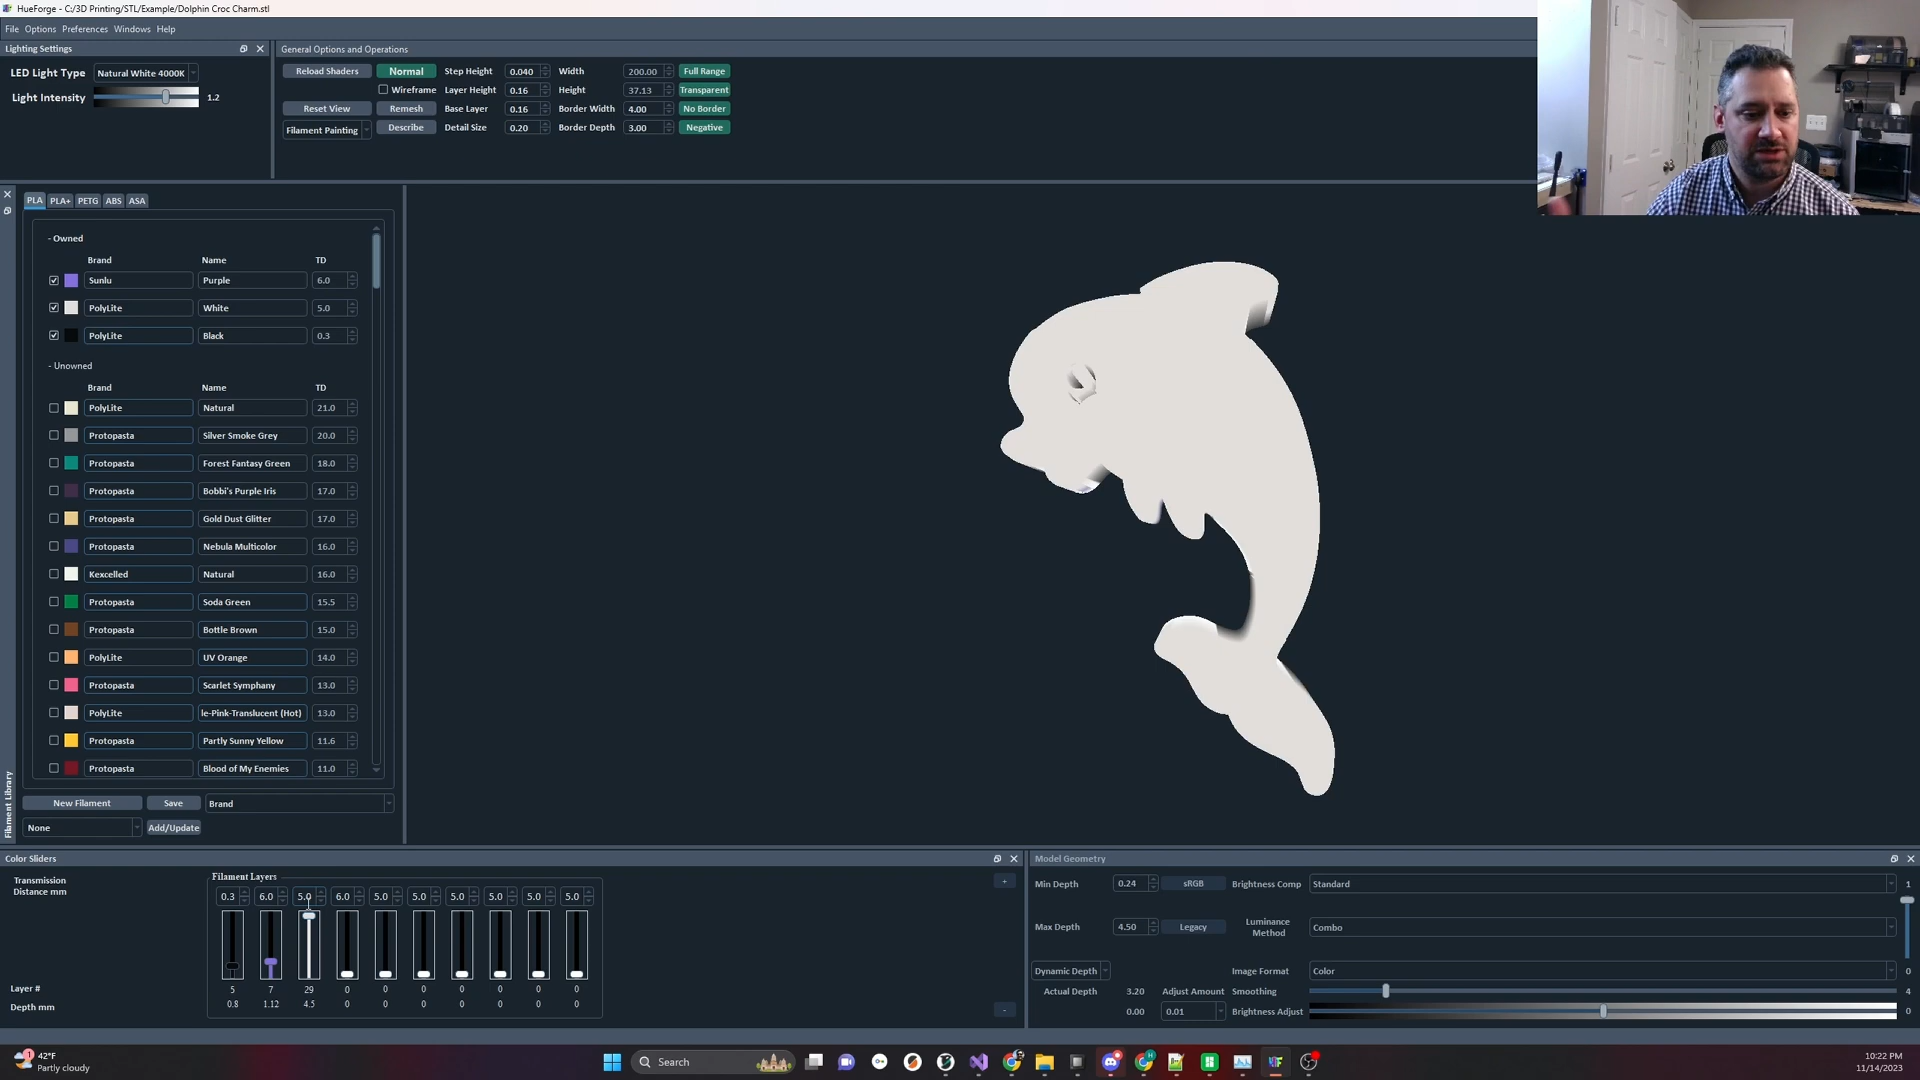 HueForge - C:/3D Printing/STL/Example/Dolphin Croc Charm.stl
File Options Preferences Windows Help
Lighting Settings
LED Light Type Natural White 4000K
Light Intensity 1.2
General Options and Operations
Reload Shaders Normal Step Height 0.040 Width 200.00 Full Range
Wireframe Layer Height 0.16 Height 37.13 Transparent
Reset View Remesh Base Layer 0.16 Border Width 4.00 No Border
Filament Painting Describe Detail Size 0.20 Border Depth 3.00 Negative
PLA PLA+ PETG ABS ASA
- Owned
Brand Name TD
Sunlu Purple 6.0
PolyLite White 5.0
PolyLite Black 0.3
- Unowned
Brand Name TD
PolyLite Natural 21.0
Protopasta Silver Smoke Grey 20.0
Protopasta Forest Fantasy Green 18.0
Protopasta Bobbi's Purple Iris 17.0
Protopasta Gold Dust Glitter 17.0
Protopasta Nebula Multicolor 16.0
Kexcelled Natural 16.0
Protopasta Soda Green 15.5
Protopasta Bottle Brown 15.0
PolyLite UV Orange 14.0
Protopasta Scarlet Symphany 13.0
PolyLite le-Pink-Translucent (Hot) 13.0
Protopasta Partly Sunny Yellow 11.6
Protopasta Blood of My Enemies 11.0
Filament Library
New Filament Save Brand
None Add/Update
Color Sliders
Transmission
Distance mm
Filament Layers
0.3 6.0 5.0 6.0 5.0 5.0 5.0 5.0 5.0 5.0
+
Layer # 5 7 29 0 0 0 0 0 0 0
Depth mm 0.8 1.12 4.5 0 0 0 0 0 0 0
-
Model Geometry
Min Depth 0.24 sRGB Brightness Comp Standard 1
Max Depth 4.50 Legacy Luminance Method Combo
Dynamic Depth Image Format Color 0
Actual Depth 3.20 Adjust Amount Smoothing 4
0.00 0.01 Brightness Adjust 0
1
42°F
Partly cloudy
Search
10:22 PM
11/14/2023